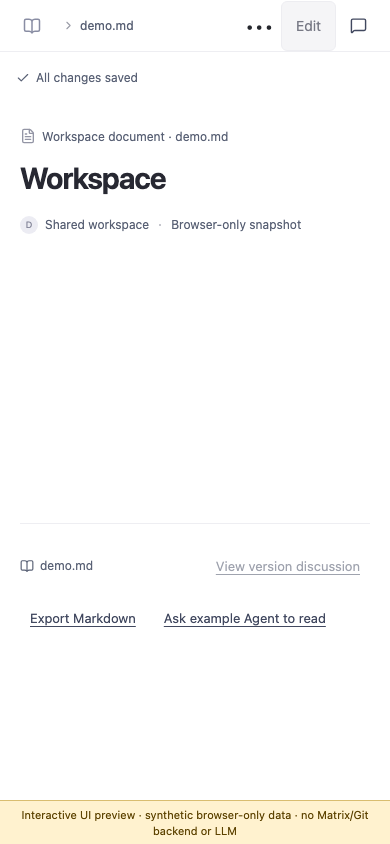 demo.md
Edit
All changes saved
Workspace document · demo.md
Workspace
D Shared workspace · Browser-only snapshot
demo.md
View version discussion
Export Markdown Ask example Agent to read
Interactive UI preview · synthetic browser-only data · no Matrix/Git
backend or LLM